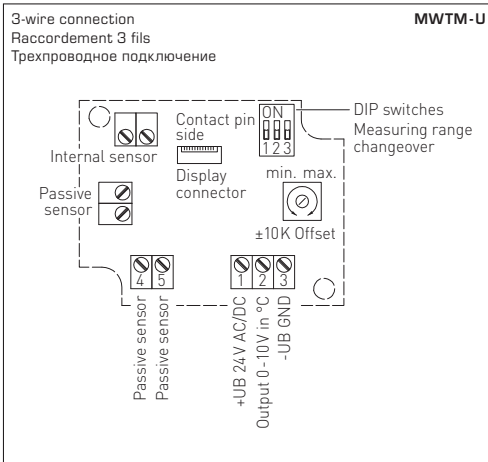 3-wire connection
MWTM-U
Raccordement 3 fils
Трехпроводное подключение
ON
1 2 3
DIP switches
Measuring range
changeover
Contact pin
side
Internal sensor
Display
connector
min. max.
±10K Offset
Passive
sensor
4 5
1 2 3
Passive sensor
Passive sensor
+UB 24V AC/DC
Output 0-10V in °C
-UB GND